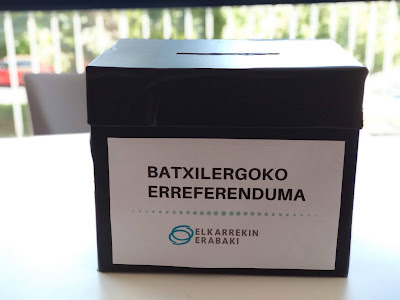 BATXILERGOKO
ERREFERENDUMA
ELKARREKIN
ERABAKI